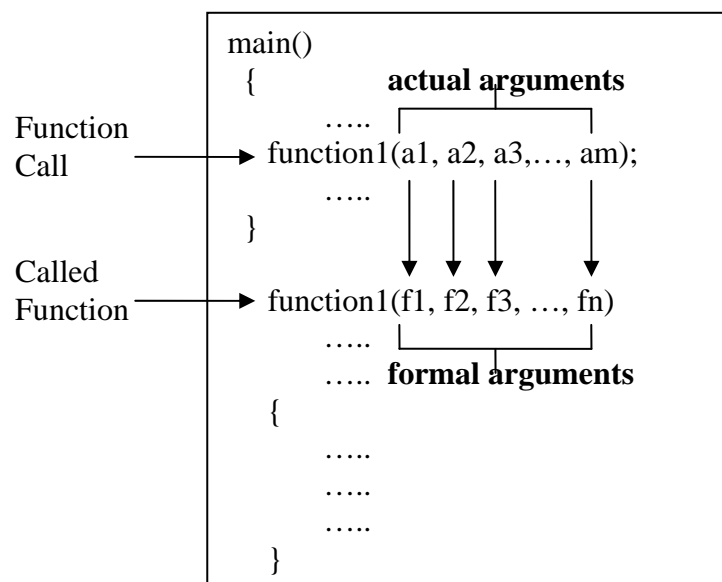 main()
{
actual arguments
…..
Function
Call
function1(a1, a2, a3,…, am);
…..
}
Called
Function
function1(f1, f2, f3, …, fn)
…..
….. formal arguments
{
…..
…..
…..
}